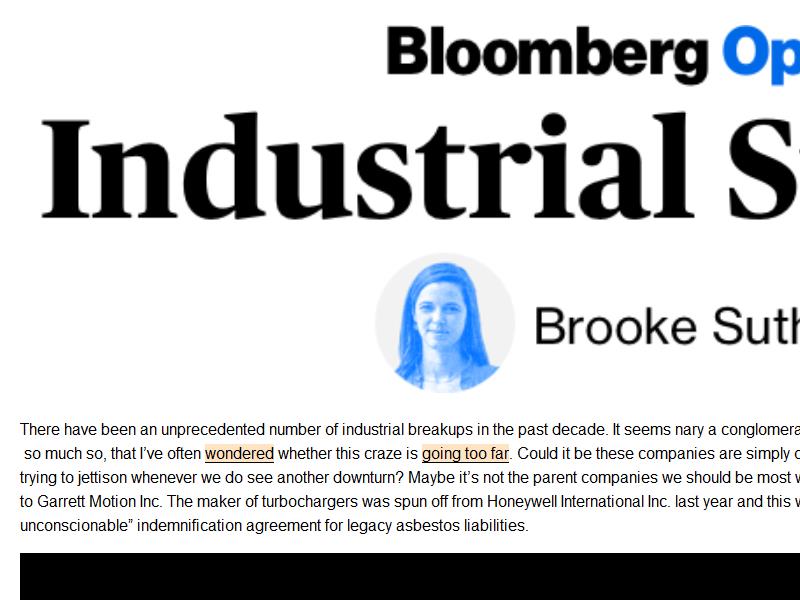 Bloomberg Op
Industrial S
Brooke Suth
There have been an unprecedented number of industrial breakups in the past decade. It seems nary a conglomera
so much so, that I've often wondered whether this craze is going too far. Could it be these companies are simply
trying to jettison whenever we do see another downturn? Maybe it's not the parent companies we should be most
to Garrett Motion Inc. The maker of turbochargers was spun off from Honeywell International Inc. last year and this
unconscionable” indemnification agreement for legacy asbestos liabilities.